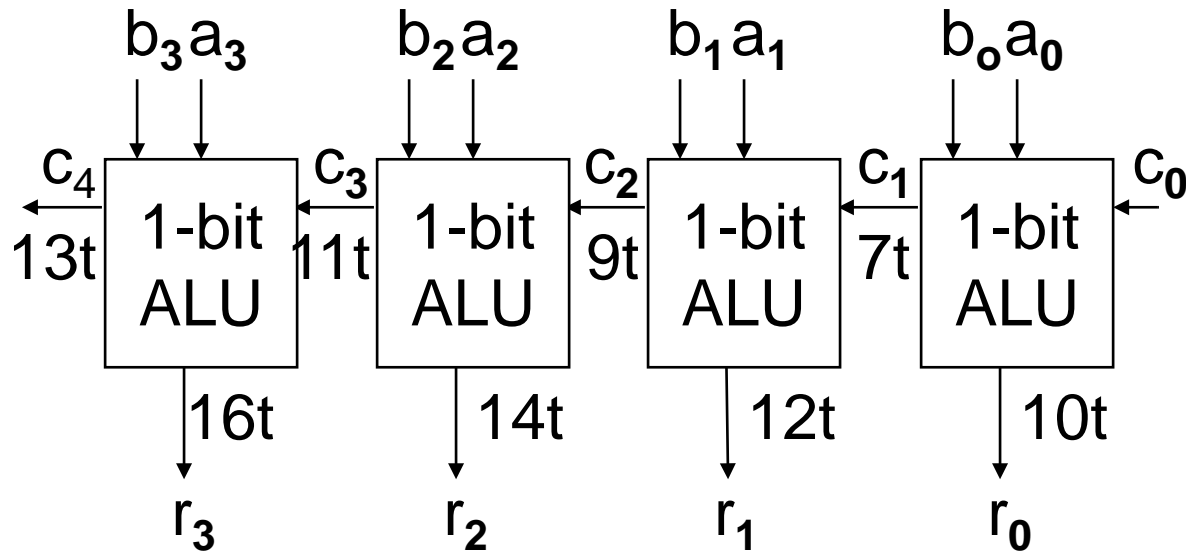 b₃ a₃ b₂ a₂ b₁ a₁ bₒ a₀
c₄ c₃ c₂ c₁ c₀
1-bit 1-bit 1-bit 1-bit
13t 11t 9t 7t
ALU ALU ALU ALU
16t 14t 12t 10t
r₃ r₂ r₁ r₀